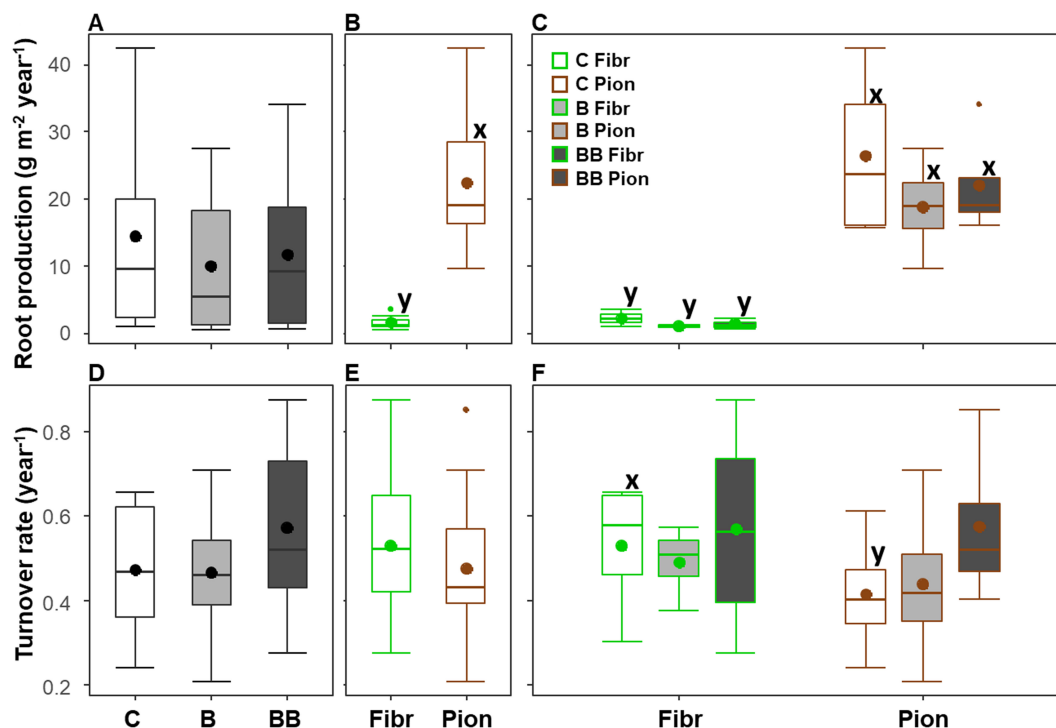 A
B
C
Root production (g m⁻² year⁻¹)
40
30
20
10
0
x
y
C Fibr
C Pion
B Fibr
B Pion
BB Fibr
BB Pion
x
x
x
y
y
y
D
E
F
Turnover rate (year⁻¹)
0.8
0.6
0.4
0.2
x
y
C B BB
Fibr Pion
Fibr Pion